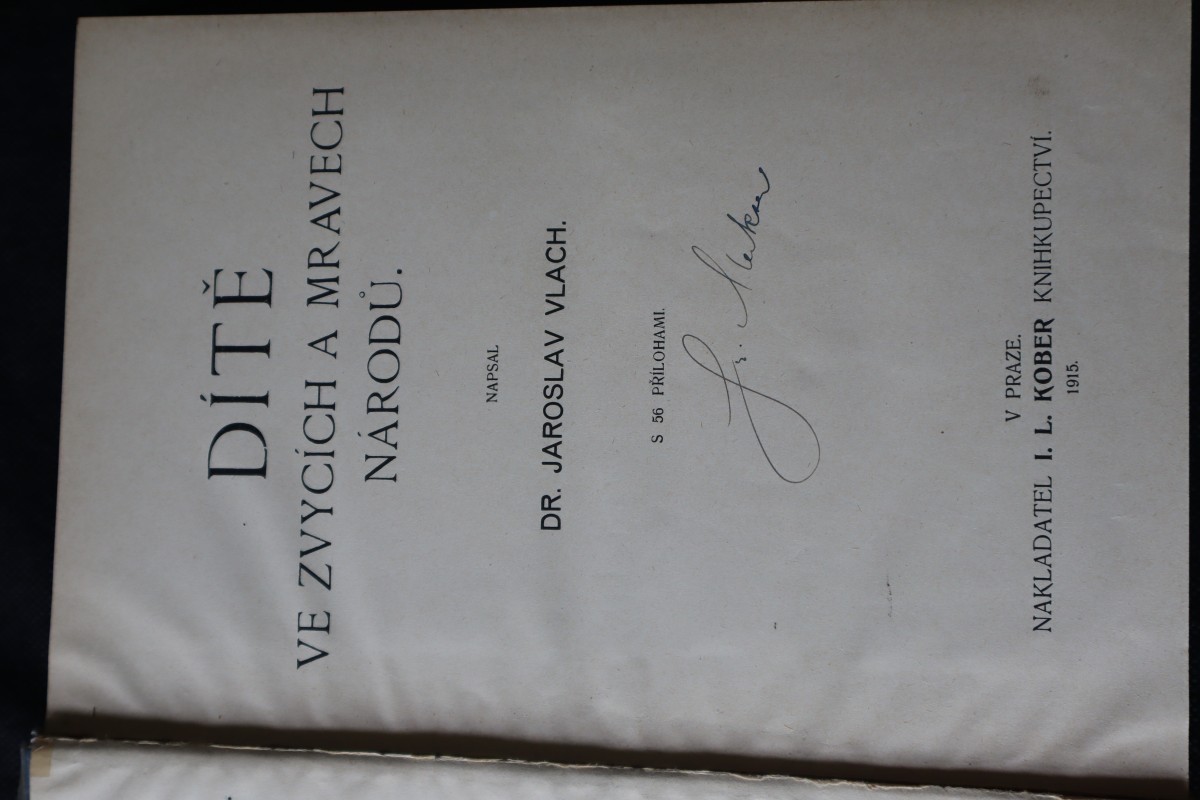 DÍTĚ
VE ZVYCÍCH A MRAVECH
NÁRODŮ.
NAPSAL
DR. JAROSLAV VLACH.
S 56 PŘÍLOHAMI.
V PRAZE.
NAKLADATEL I. L. KOBER KNIHKUPECTVÍ.
1915.